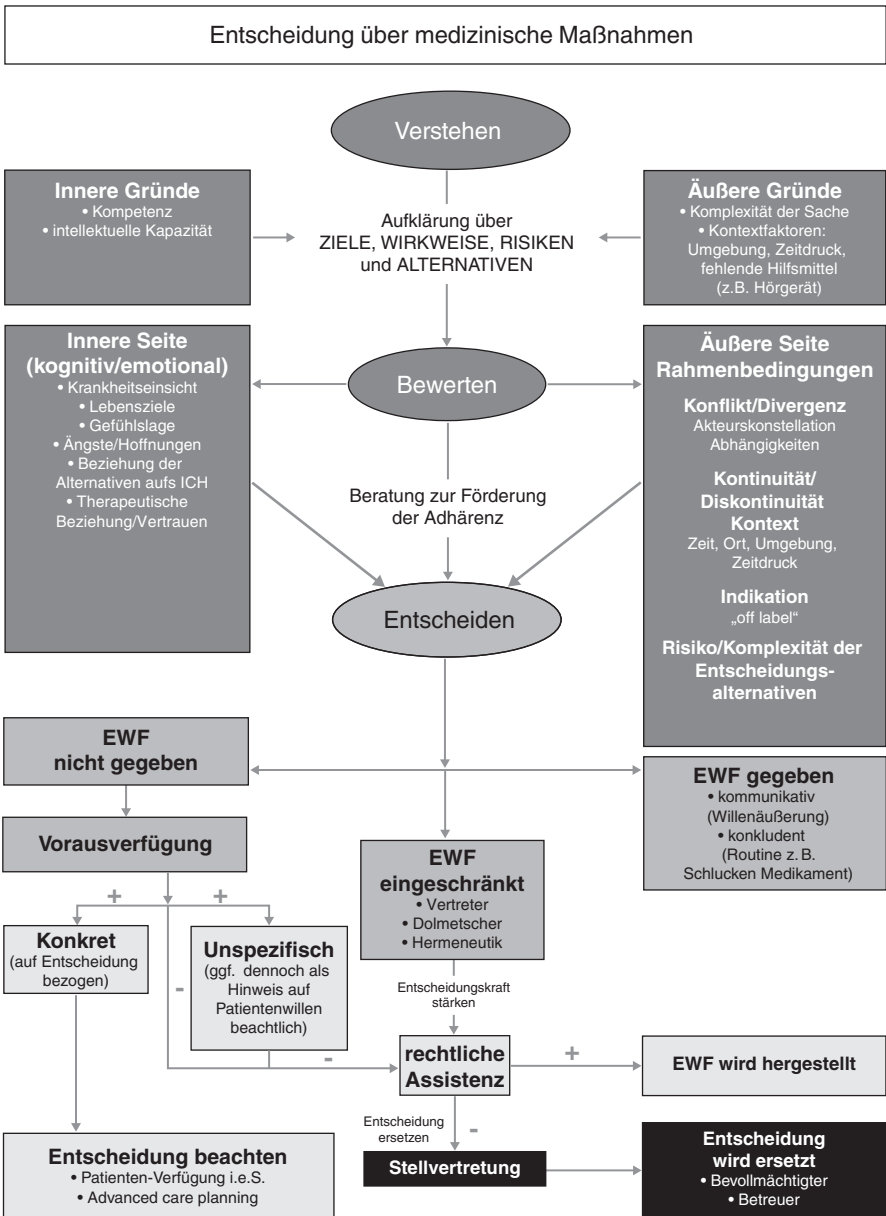 Entscheidung über medizinische Maßnahmen
Verstehen
Innere Gründe
• Kompetenz
• intellektuelle Kapazität
Aufklärung über
ZIELE, WIRKWEISE, RISIKEN
und ALTERNATIVEN
Äußere Gründe
• Komplexität der Sache
• Kontextfaktoren:
Umgebung, Zeitdruck,
fehlende Hilfsmittel
(z.B. Hörgerät)
Innere Seite
(kognitiv/emotional)
• Krankheitseinsicht
• Lebensziele
• Gefühlslage
• Ängste/Hoffnungen
• Beziehung der
Alternativen aufs ICH
• Therapeutische
Beziehung/Vertrauen
Bewerten
Beratung zur Förderung
der Adhärenz
Äußere Seite
Rahmenbedingungen
Konflikt/Divergenz
Akteurskonstellation
Abhängigkeiten
Kontinuität/
Diskontinuität
Kontext
Zeit, Ort, Umgebung,
Zeitdruck
Indikation
„off label“
Risiko/Komplexität der
Entscheidungs-
alternativen
Entscheiden
EWF
nicht gegeben
EWF gegeben
• kommunikativ
(Willenäußerung)
• konkludent
(Routine z. B.
Schlucken Medikament)
Vorausverfügung
EWF
eingeschränkt
• Vertreter
• Dolmetscher
• Hermeneutik
+
+
Konkret
(auf Entscheidung
bezogen)
-
Unspezifisch
(ggf. dennoch als
Hinweis auf
Patientenwillen
beachtlich)
-
Entscheidungskraft
stärken
rechtliche
Assistenz
+
EWF wird hergestellt
Entscheidung
ersetzen
-
Entscheidung beachten
• Patienten-Verfügung i.e.S.
• Advanced care planning
Stellvertretung
Entscheidung
wird ersetzt
• Bevollmächtigter
• Betreuer